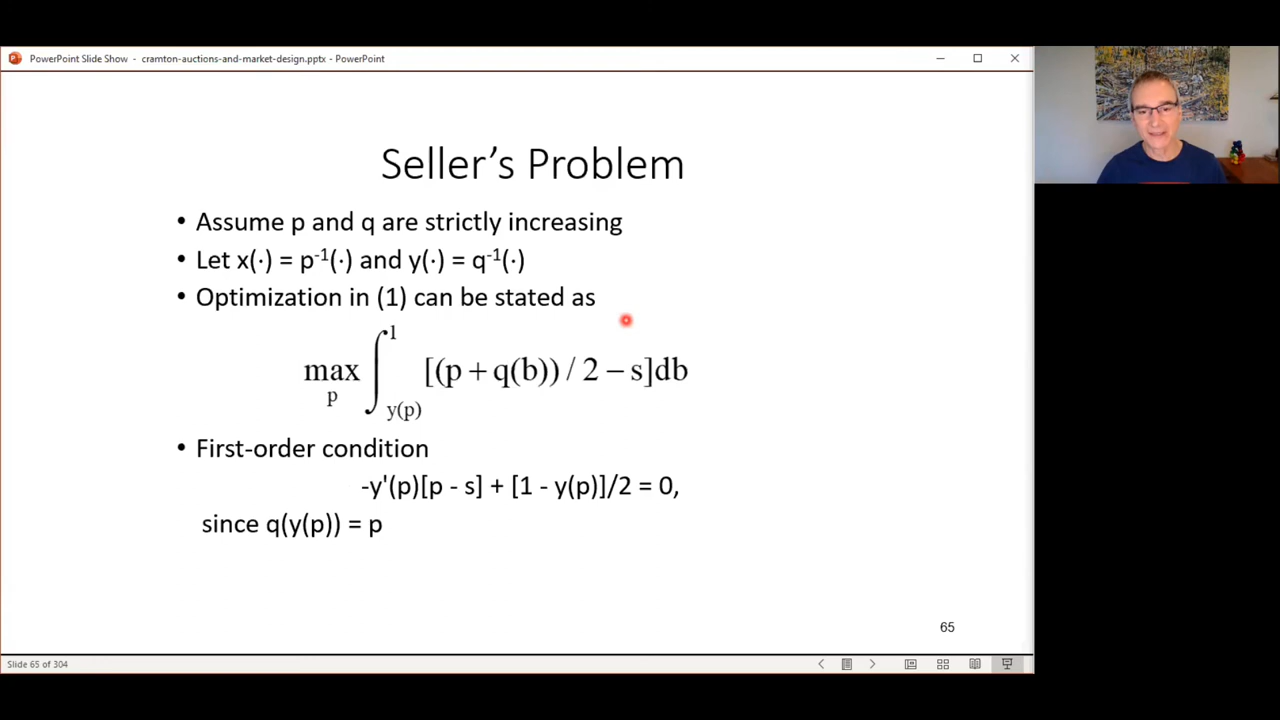 PowerPoint Slide Show - cramton-auctions-and-market-design.pptx - PowerPoint
Seller's Problem
• Assume p and q are strictly increasing
• Let x(·) = p⁻¹(·) and y(·) = q⁻¹(·)
• Optimization in (1) can be stated as
max_p ∫_{y(p)}^1 [(p + q(b)) / 2 − s]db
• First-order condition
-y'(p)[p - s] + [1 - y(p)]/2 = 0,
since q(y(p)) = p
65
Slide 65 of 304